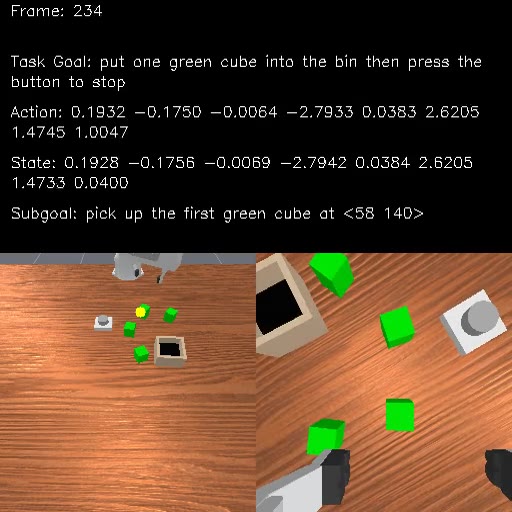 Frame: 234
Task Goal: put one green cube into the bin then press the
button to stop
Action: 0.1932 −0.1750 −0.0064 −2.7933 0.0383 2.6205
1.4745 1.0047
State: 0.1928 −0.1756 −0.0069 −2.7942 0.0384 2.6205
1.4733 0.0400
Subgoal: pick up the first green cube at <58 140>